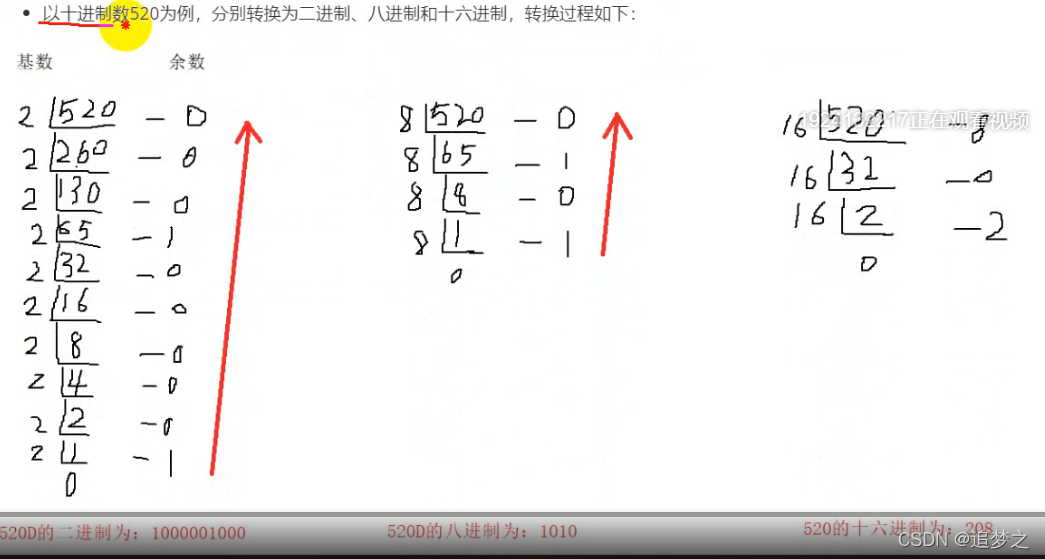 以十进制数520为例，分别转换为二进制、八进制和十六进制，转换过程如下：
基数 余数
2 520 — 0
2 260 — 0
2 130 — 0
2 65 — 1
2 32 — 0
2 16 — 0
2 8 — 0
2 4 — 0
2 2 — 0
2 1 — 1
0
8 520 — 0
8 65 — 1
8 8 — 0
8 1 — 1
0
16 520 — 8
16 32 — 0
16 2 — 2
0
正在观看视频
520D的二进制为：1000001000
520D的八进制为：1010
520的十六进制为：208
CSDN @追梦之